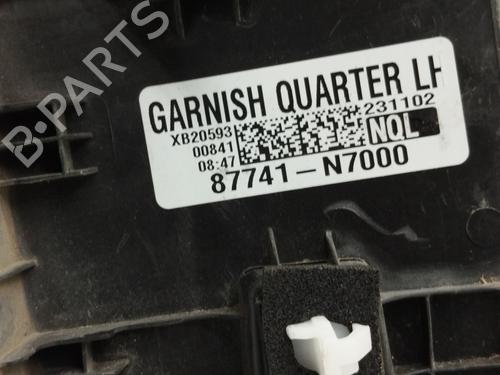 B-PARTS
GARNISH QUARTER LH
XB20593
231102
00841
NQL
08:47
87741-N7000